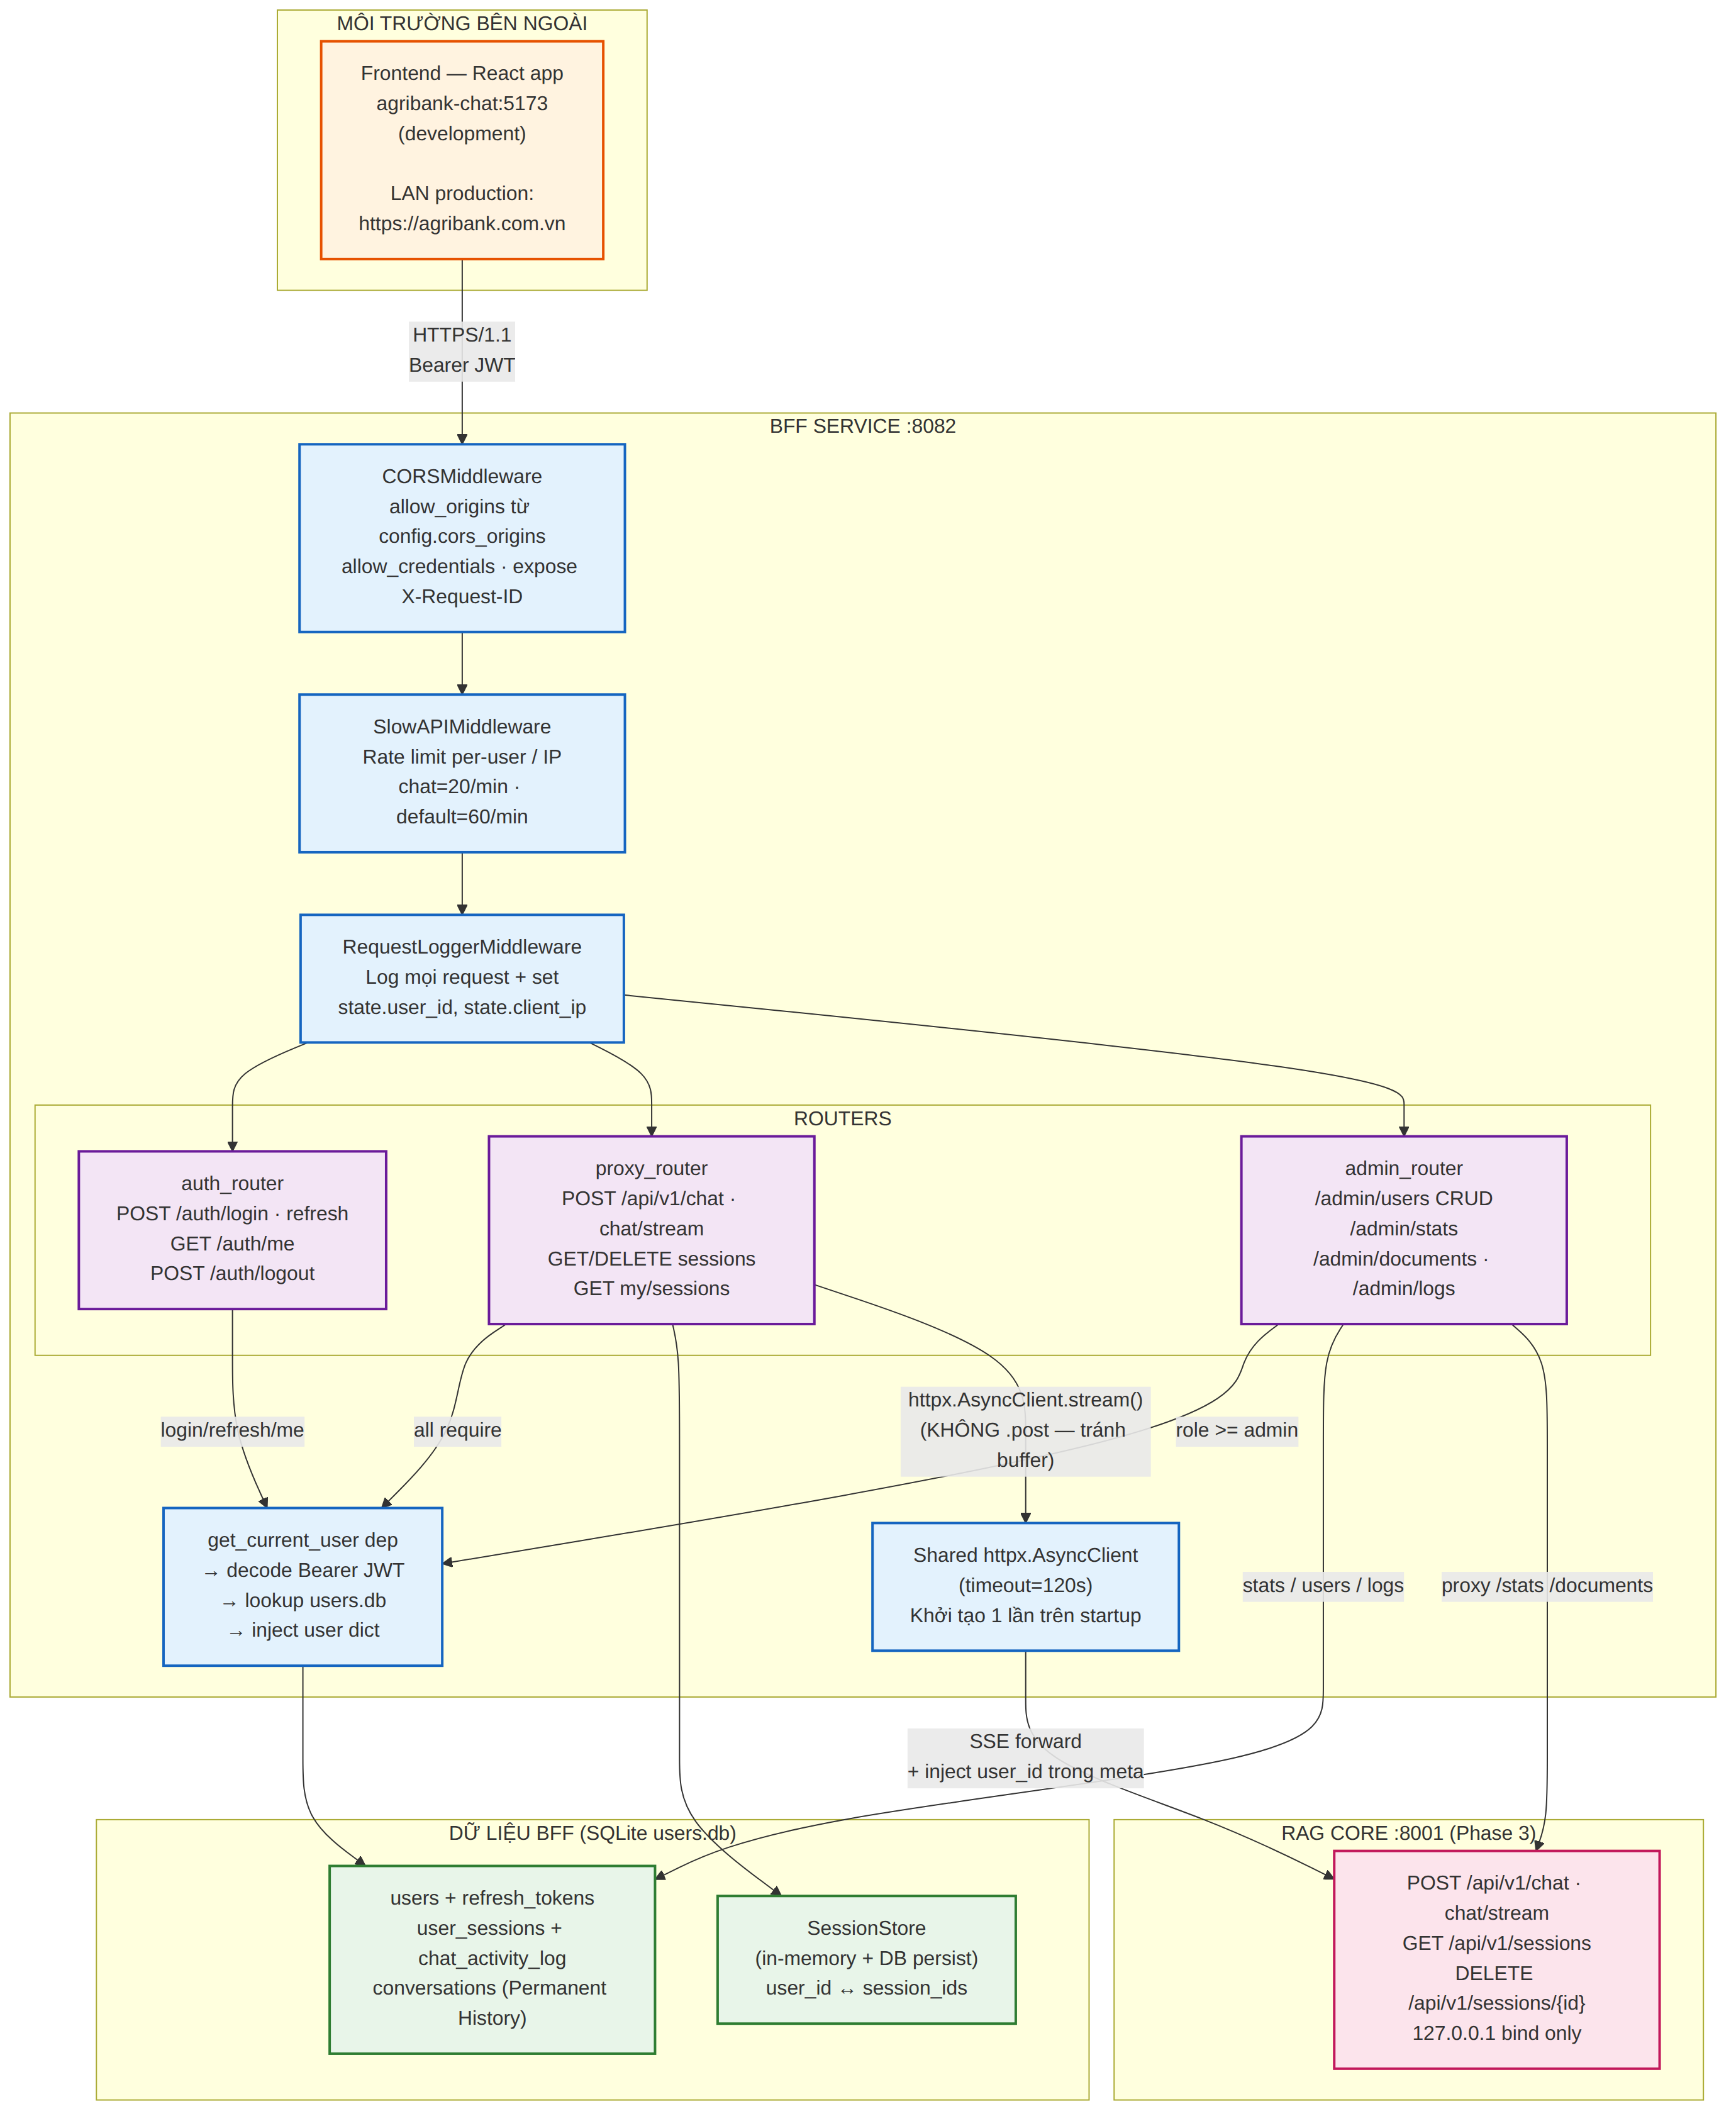 MÔI TRƯỜNG BÊN NGOÀI
Frontend — React app
agribank-chat:5173
(development)
LAN production:
https://agribank.com.vn
HTTPS/1.1
Bearer JWT
BFF SERVICE :8082
CORSMiddleware
allow_origins từ
config.cors_origins
allow_credentials · expose
X-Request-ID
SlowAPIMiddleware
Rate limit per-user / IP
chat=20/min ·
default=60/min
RequestLoggerMiddleware
Log mọi request + set
state.user_id, state.client_ip
ROUTERS
auth_router
POST /auth/login · refresh
GET /auth/me
POST /auth/logout
proxy_router
POST /api/v1/chat ·
chat/stream
GET/DELETE sessions
GET my/sessions
admin_router
/admin/users CRUD
/admin/stats
/admin/documents ·
/admin/logs
login/refresh/me
all require
httpx.AsyncClient.stream()
(KHÔNG .post — tránh
buffer)
role >= admin
get_current_user dep
→ decode Bearer JWT
→ lookup users.db
→ inject user dict
Shared httpx.AsyncClient
(timeout=120s)
Khởi tạo 1 lần trên startup
stats / users / logs
proxy /stats /documents
SSE forward
+ inject user_id trong meta
DỮ LIỆU BFF (SQLite users.db)
users + refresh_tokens
user_sessions +
chat_activity_log
conversations (Permanent
History)
SessionStore
(in-memory + DB persist)
user_id ↔ session_ids
RAG CORE :8001 (Phase 3)
POST /api/v1/chat ·
chat/stream
GET /api/v1/sessions
DELETE
/api/v1/sessions/{id}
127.0.0.1 bind only